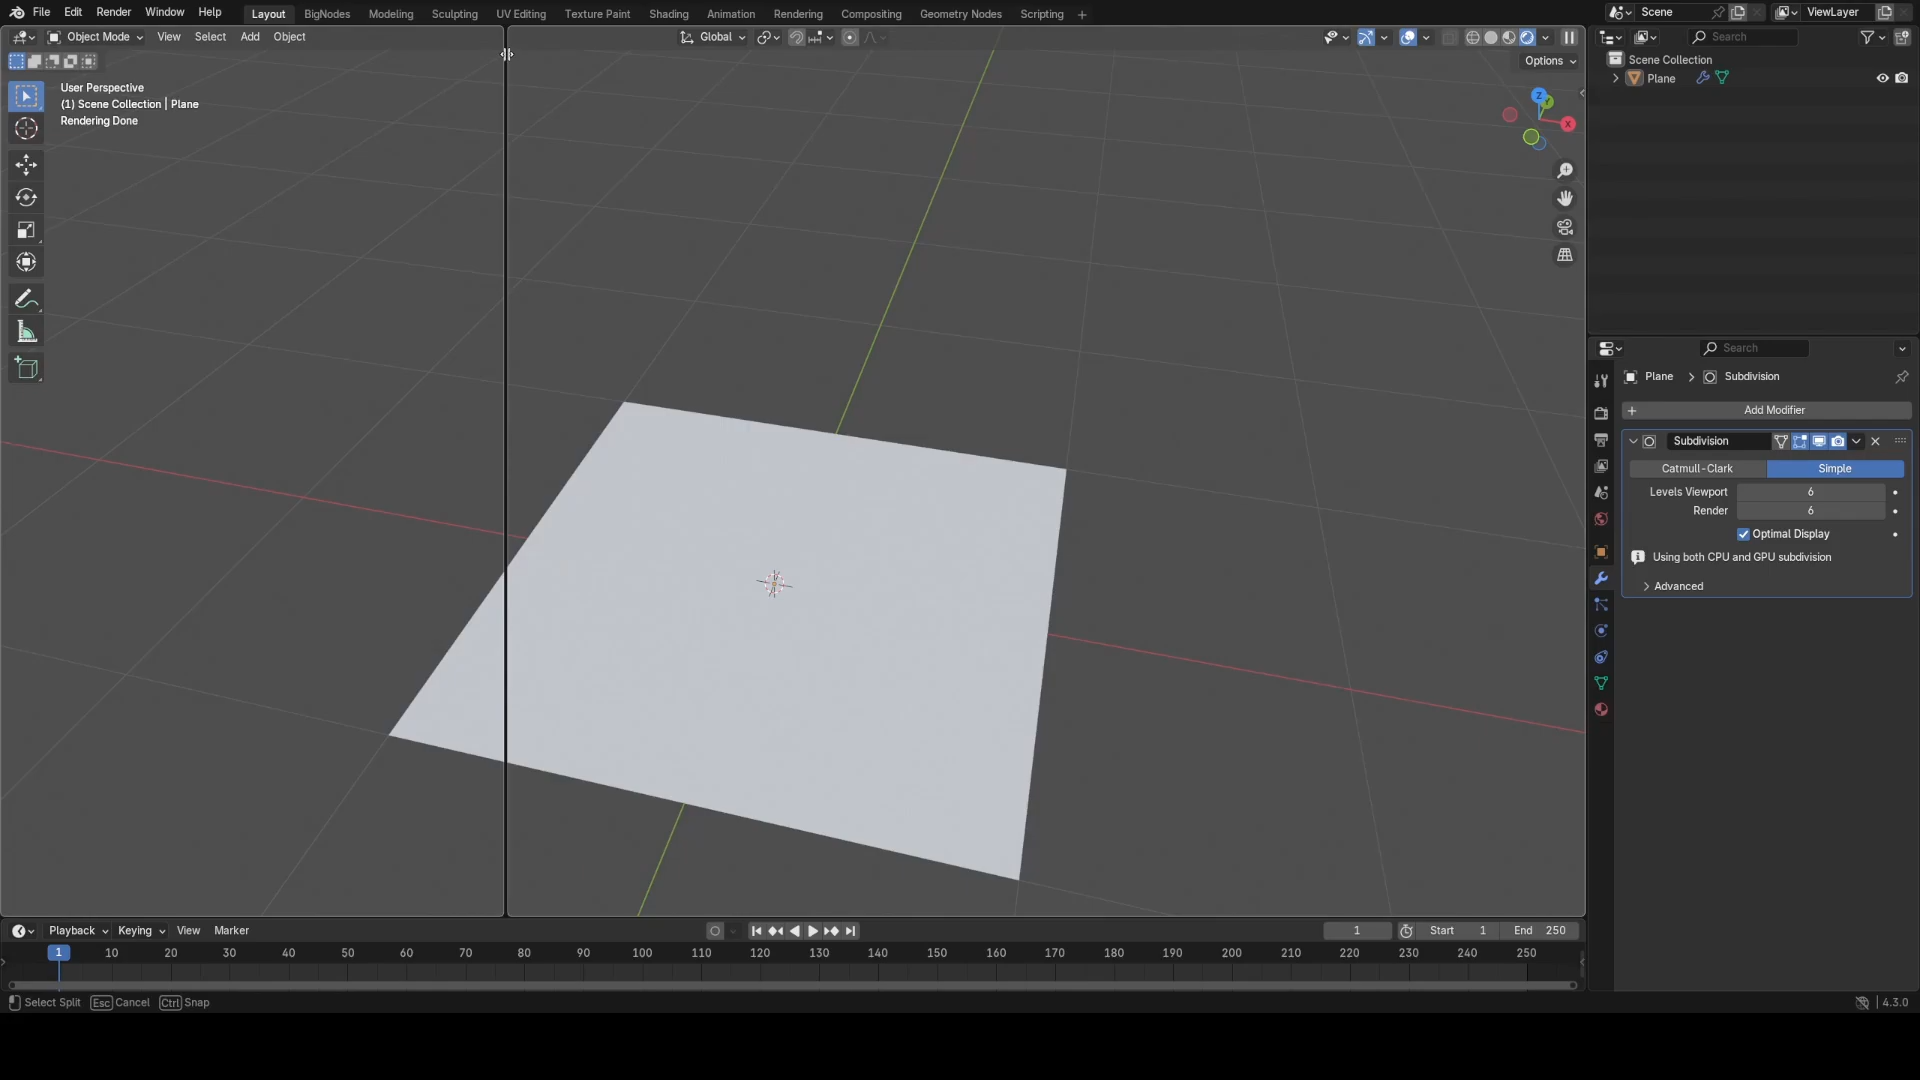 File Edit Render Window Help Layout BigNodes Modeling Sculpting UV Editing Texture Paint Shading Animation Rendering Compositing Geometry Nodes Scripting + Scene ViewLayer
Object Mode View Select Add Object Global Search
Options
Scene Collection
Plane
User Perspective
(1) Scene Collection | Plane
Rendering Done
Z
X
Search
Plane Subdivision
+ Add Modifier
Subdivision
Catmull-Clark Simple
Levels Viewport 6
Render 6
Optimal Display
Using both CPU and GPU subdivision
Advanced
Playback Keying View Marker 1 Start 1 End 250
1 10 20 30 40 50 60 70 80 90 100 110 120 130 140 150 160 170 180 190 200 210 220 230 240 250
Select Split Esc Cancel Ctrl Snap 4.3.0